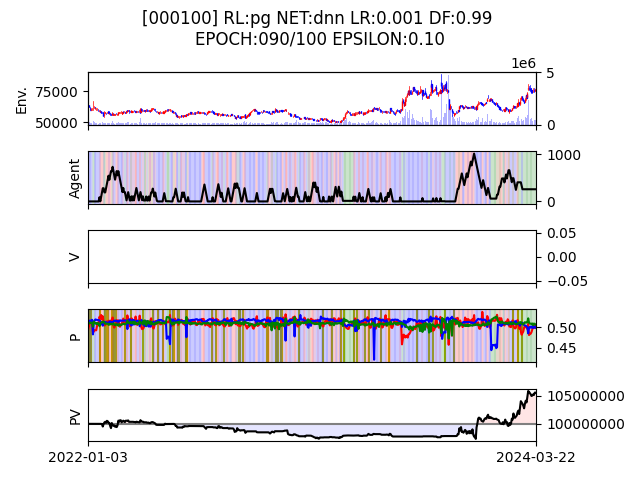 [000100] RL:pg NET:dnn LR:0.001 DF:0.99
EPOCH:090/100 EPSILON:0.10
1e6
Env.
75000
50000
5
0
Agent
1000
0
V
0.05
0.00
−0.05
P
0.50
0.45
PV
105000000
100000000
2022-01-03
2024-03-22